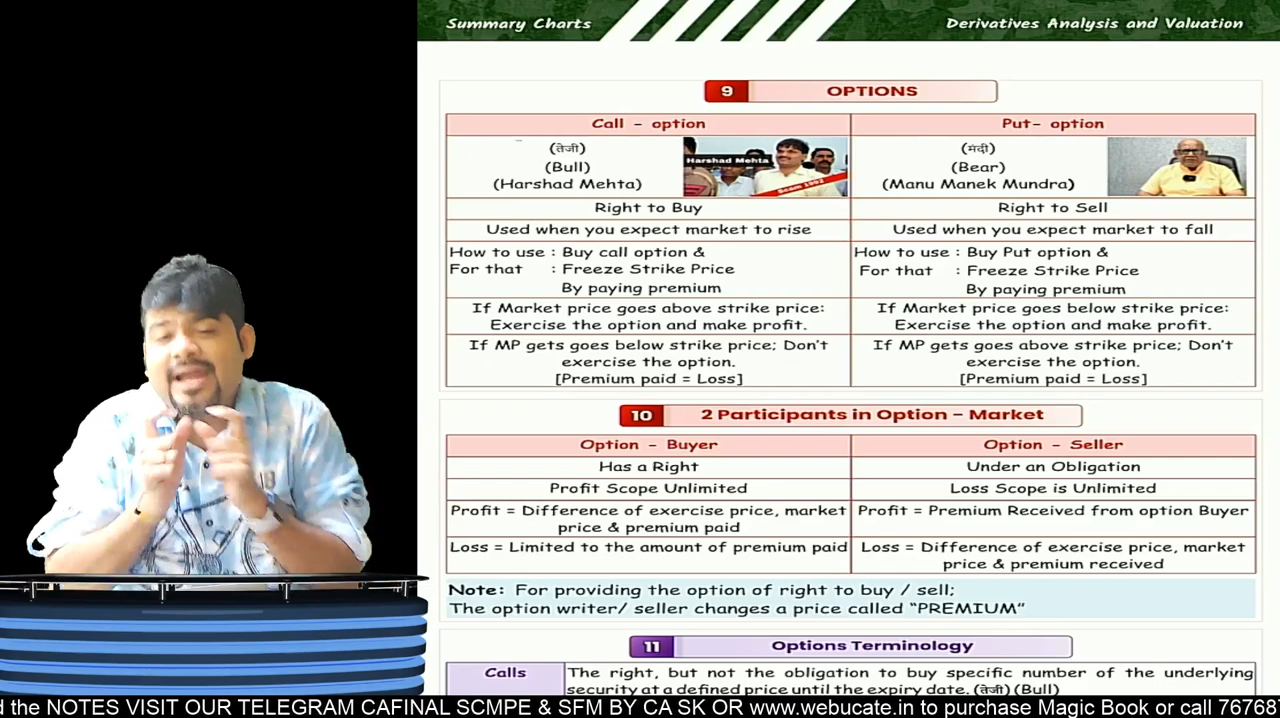 Summary Charts
Derivatives Analysis and Valuation
9 OPTIONS
Call - option
Put- option
(तेजी)
(Bull)
(Harshad Mehta)
Harshad Mehta
Scam 1992
(मंदी)
(Bear)
(Manu Manek Mundra)
Right to Buy
Right to Sell
Used when you expect market to rise
Used when you expect market to fall
How to use : Buy call option &
For that : Freeze Strike Price
By paying premium
How to use : Buy Put option &
For that : Freeze Strike Price
By paying premium
If Market price goes above strike price:
Exercise the option and make profit.
If Market price goes below strike price:
Exercise the option and make profit.
If MP gets goes below strike price; Don't
exercise the option.
[Premium paid = Loss]
If MP gets goes above strike price; Don't
exercise the option.
[Premium paid = Loss]
10 2 Participants in Option – Market
Option - Buyer
Option - Seller
Has a Right
Under an Obligation
Profit Scope Unlimited
Loss Scope is Unlimited
Profit = Difference of exercise price, market
price & premium paid
Profit = Premium Received from option Buyer
Loss = Limited to the amount of premium paid
Loss = Difference of exercise price, market
price & premium received
Note: For providing the option of right to buy / sell;
The option writer/ seller changes a price called “PREMIUM”
11 Options Terminology
Calls
The right, but not the obligation to buy specific number of the underlying
security at a defined price until the expiry date. (तेजी) (Bull)
d the NOTES VISIT OUR TELEGRAM CAFINAL SCMPE & SFM BY CA SK OR www.webucate.in to purchase Magic Book or call 76768